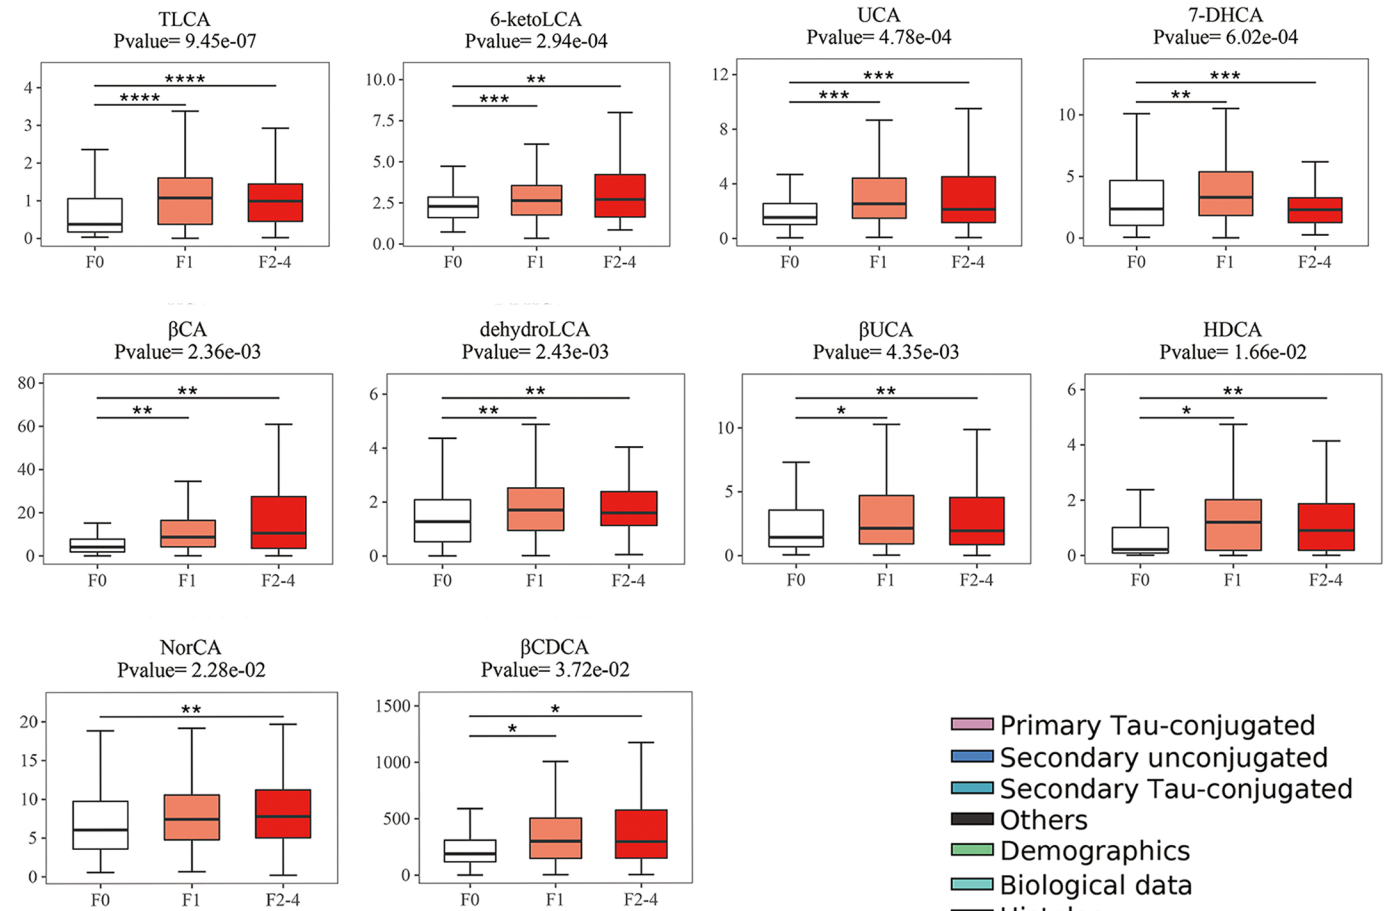 TLCA
Pvalue= 9.45e-07
****
****
4
3
2
1
0
F0 F1 F2-4
6-ketoLCA
Pvalue= 2.94e-04
**
***
10.0
7.5
5.0
2.5
0.0
F0 F1 F2-4
UCA
Pvalue= 4.78e-04
***
***
12
8
4
0
F0 F1 F2-4
7-DHCA
Pvalue= 6.02e-04
***
**
10
5
0
F0 F1 F2-4
βCA
Pvalue= 2.36e-03
**
**
80
60
40
20
0
F0 F1 F2-4
dehydroLCA
Pvalue= 2.43e-03
**
**
6
4
2
0
F0 F1 F2-4
βUCA
Pvalue= 4.35e-03
**
*
10
5
0
F0 F1 F2-4
HDCA
Pvalue= 1.66e-02
**
*
6
4
2
0
F0 F1 F2-4
NorCA
Pvalue= 2.28e-02
**
20
15
10
5
0
F0 F1 F2-4
βCDCA
Pvalue= 3.72e-02
*
*
1500
1000
500
0
F0 F1 F2-4
Primary Tau-conjugated
Secondary unconjugated
Secondary Tau-conjugated
Others
Demographics
Biological data